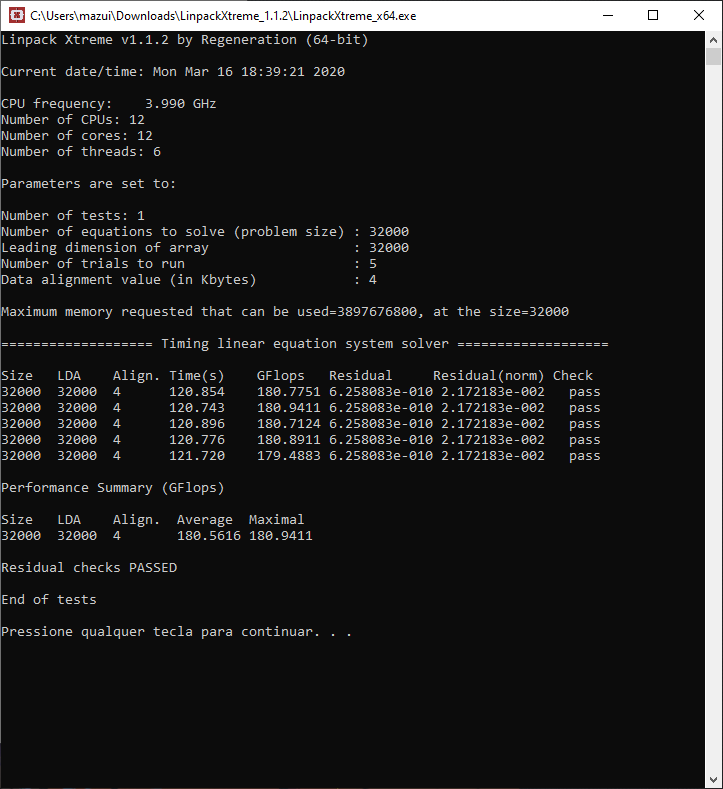 C:\Users\mazui\Downloads\LinpackXtreme_1.1.2\LinpackXtreme_x64.exe
Linpack Xtreme v1.1.2 by Regeneration (64-bit)
Current date/time: Mon Mar 16 18:39:21 2020
CPU frequency:    3.990 GHz
Number of CPUs: 12
Number of cores: 12
Number of threads: 6
Parameters are set to:
Number of tests: 1
Number of equations to solve (problem size) : 32000
Leading dimension of array                  : 32000
Number of trials to run                     : 5
Data alignment value (in Kbytes)            : 4
Maximum memory requested that can be used=3897676800, at the size=32000
=================== Timing linear equation system solver ===================
Size   LDA    Align. Time(s)    GFlops   Residual     Residual(norm) Check
32000  32000  4      120.854    180.7751 6.258083e-010 2.172183e-002   pass
32000  32000  4      120.743    180.9411 6.258083e-010 2.172183e-002   pass
32000  32000  4      120.896    180.7124 6.258083e-010 2.172183e-002   pass
32000  32000  4      120.776    180.8911 6.258083e-010 2.172183e-002   pass
32000  32000  4      121.720    179.4883 6.258083e-010 2.172183e-002   pass
Performance Summary (GFlops)
Size   LDA    Align.  Average  Maximal
32000  32000  4       180.5616 180.9411
Residual checks PASSED
End of tests
Pressione qualquer tecla para continuar. . .